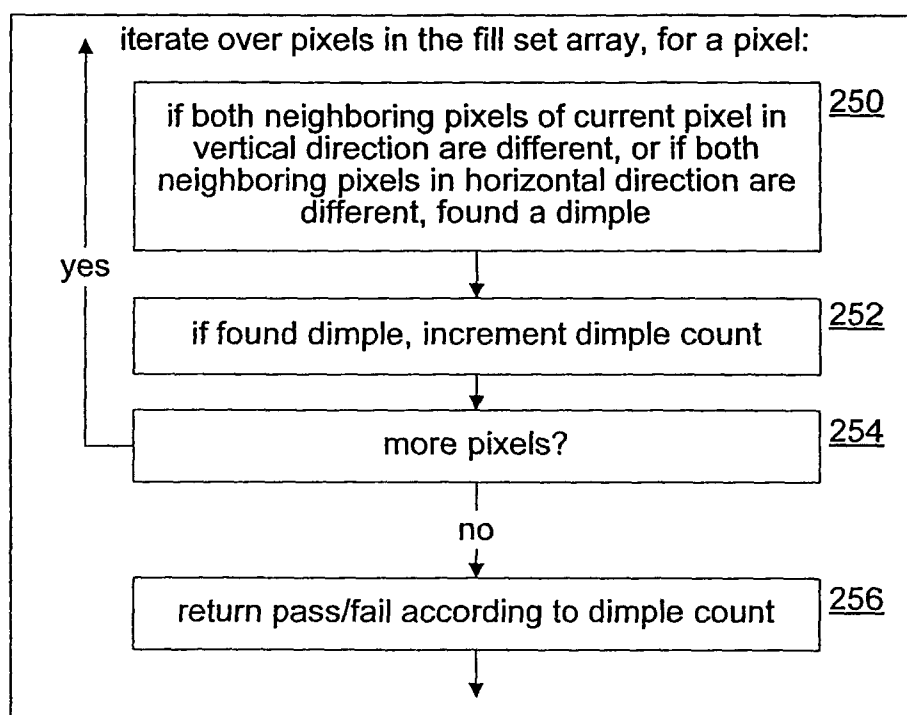 iterate over pixels in the fill set array, for a pixel:
250
if both neighboring pixels of current pixel in
vertical direction are different, or if both
neighboring pixels in horizontal direction are
different, found a dimple
yes
252
if found dimple, increment dimple count
254
more pixels?
no
256
return pass/fail according to dimple count